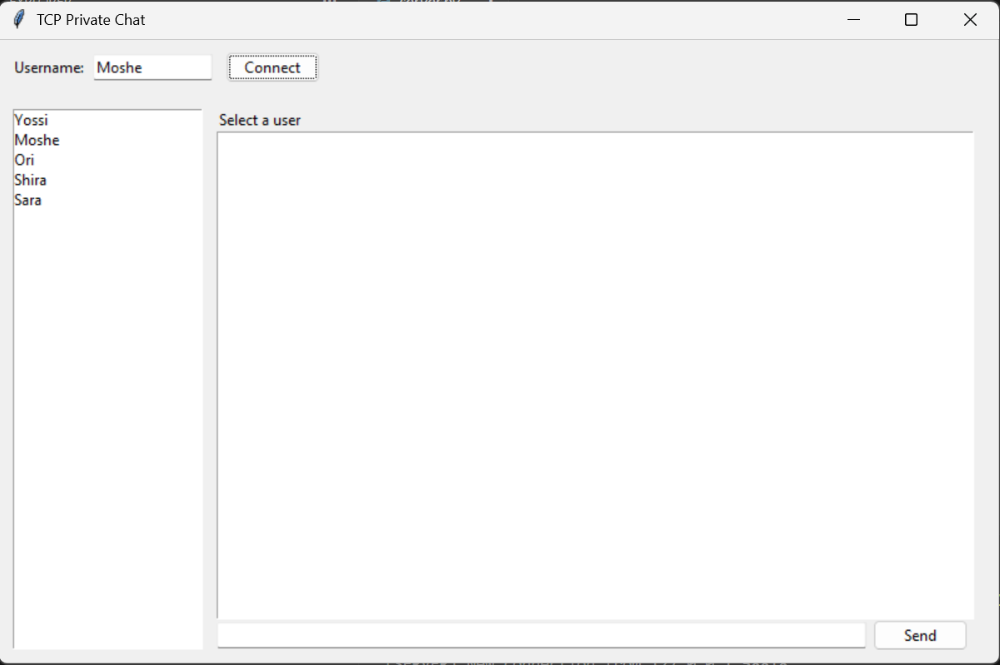 TCP Private Chat
Username: Moshe Connect
Yossi
Moshe
Ori
Shira
Sara
Select a user
Send